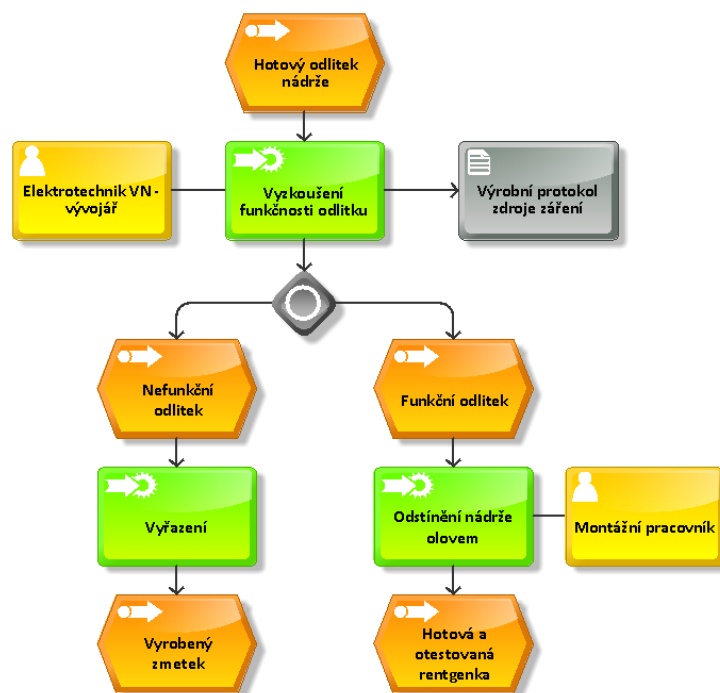 Hotový odlitek
nádrže
Elektrotechnik VN -
vývojář
Vyzkoušení
funkčnosti odlitku
Výrobní protokol
zdroje záření
Nefunkční
odlitek
Funkční odlitek
Vyřazení
Odstínění nádrže
olovem
Montážní pracovník
Vyrobený
zmetek
Hotová a
otestovaná
rentgenka